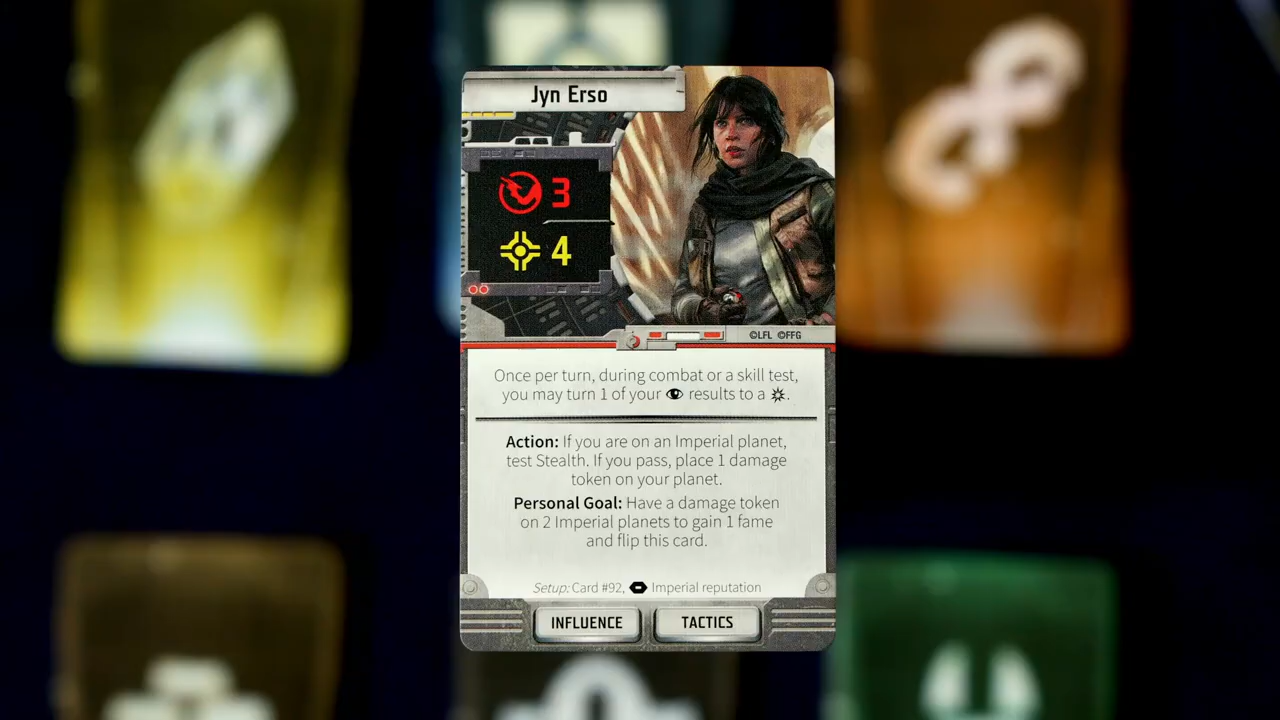 Jyn Erso
3
4
©LFL ©FFG
Once per turn, during combat or a skill test,
you may turn 1 of your results to a .
Action: If you are on an Imperial planet,
test Stealth. If you pass, place 1 damage
token on your planet.
Personal Goal: Have a damage token
on 2 Imperial planets to gain 1 fame
and flip this card.
Setup: Card #92, Imperial reputation
INFLUENCE TACTICS